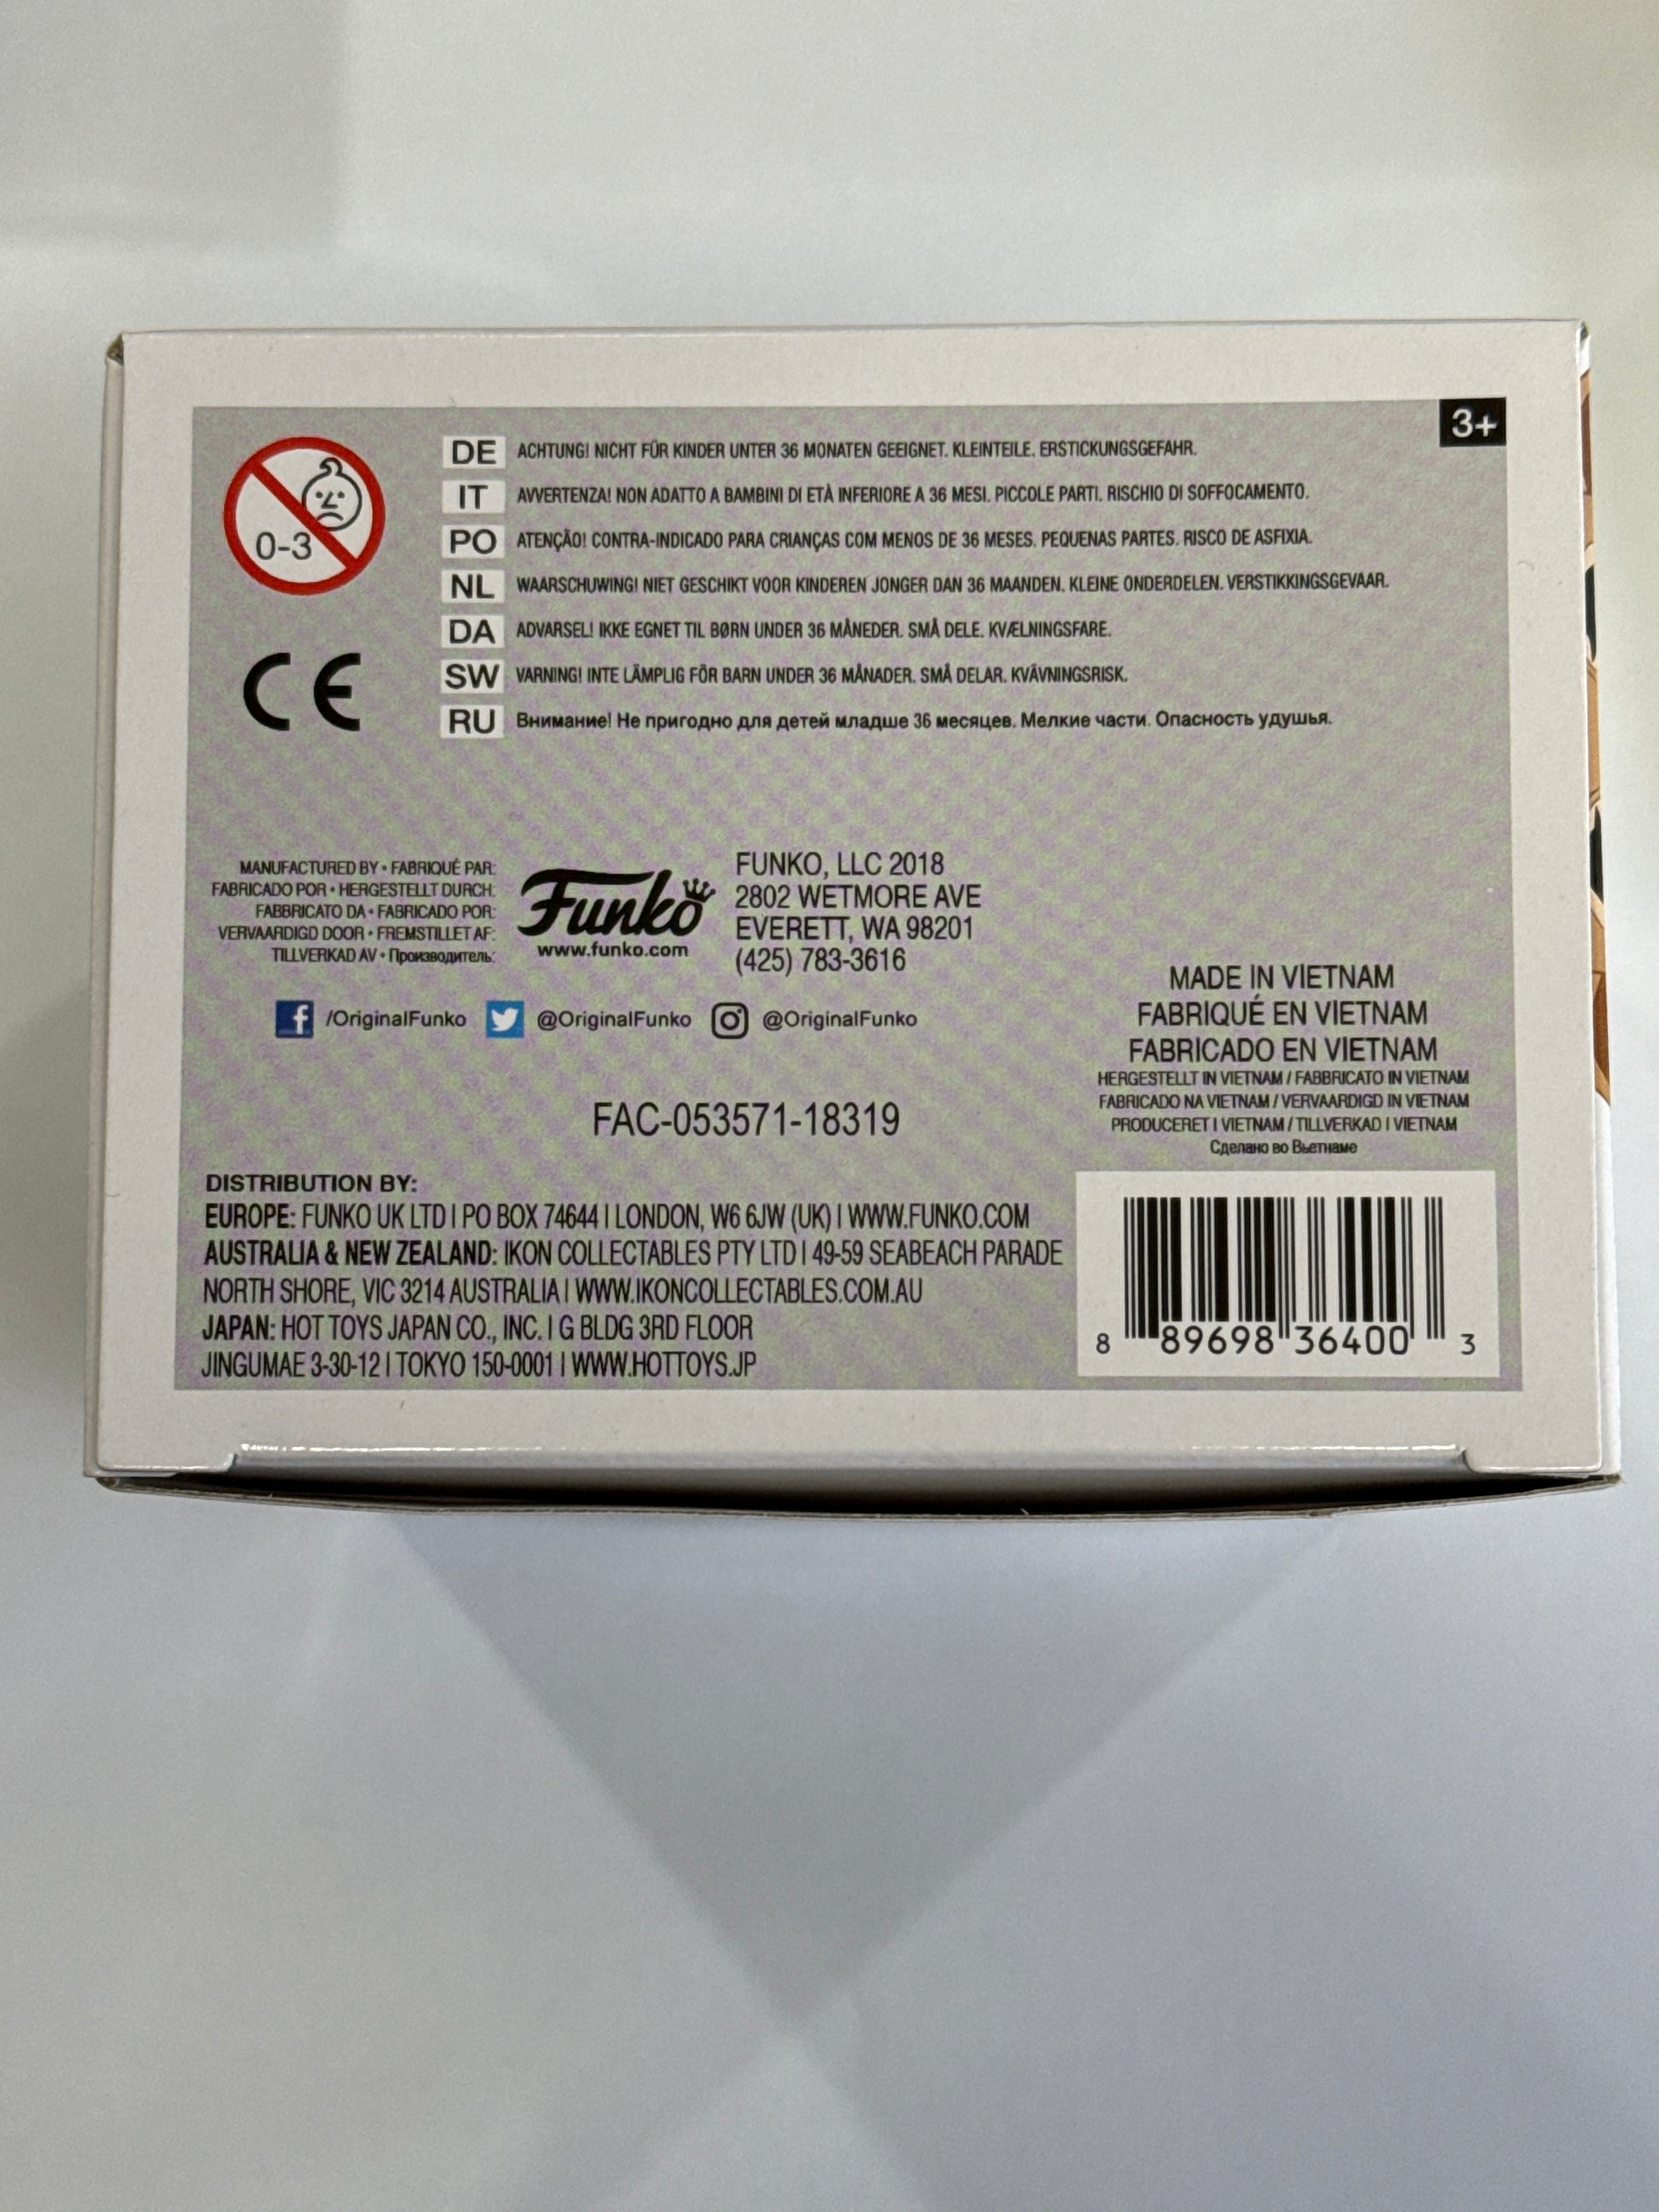 3+
0-3
DE ACHTUNG! NICHT FÜR KINDER UNTER 36 MONATEN GEEIGNET. KLEINTEILE. ERSTICKUNGSGEFAHR.
IT AVVERTENZA! NON ADATTO A BAMBINI DI ETÀ INFERIORE A 36 MESI. PICCOLE PARTI. RISCHIO DI SOFFOCAMENTO.
PO ATENÇÃO! CONTRA-INDICADO PARA CRIANÇAS COM MENOS DE 36 MESES. PEQUENAS PARTES. RISCO DE ASFIXIA.
NL WAARSCHUWING! NIET GESCHIKT VOOR KINDEREN JONGER DAN 36 MAANDEN. KLEINE ONDERDELEN. VERSTIKKINGSGEVAAR.
DA ADVARSEL! IKKE EGNET TIL BØRN UNDER 36 MÅNEDER. SMÅ DELE. KVÆLNINGSFARE.
SW VARNING! INTE LÄMPLIG FÖR BARN UNDER 36 MÅNADER. SMÅ DELAR. KVÄVNINGSRISK.
RU Внимание! Не пригодно для детей младше 36 месяцев. Мелкие части. Опасность удушья.
CE
MANUFACTURED BY • FABRIQUÉ PAR:
FABRICADO POR • HERGESTELLT DURCH:
FABBRICATO DA • FABRICADO POR:
VERVAARDIGD DOOR • FREMSTILLET AF:
TILLVERKAD AV • Производитель:
Funko
www.funko.com
FUNKO, LLC 2018
2802 WETMORE AVE
EVERETT, WA 98201
(425) 783-3616
/OriginalFunko @OriginalFunko @OriginalFunko
MADE IN VIETNAM
FABRIQUÉ EN VIETNAM
FABRICADO EN VIETNAM
HERGESTELLT IN VIETNAM / FABBRICATO IN VIETNAM
FABRICADO NA VIETNAM / VERVAARDIGD IN VIETNAM
PRODUCERET I VIETNAM / TILLVERKAD I VIETNAM
Сделано во Вьетнаме
FAC-053571-18319
DISTRIBUTION BY:
EUROPE: FUNKO UK LTD | PO BOX 74644 | LONDON, W6 6JW (UK) | WWW.FUNKO.COM
AUSTRALIA & NEW ZEALAND: IKON COLLECTABLES PTY LTD | 49-59 SEABEACH PARADE
NORTH SHORE, VIC 3214 AUSTRALIA | WWW.IKONCOLLECTABLES.COM.AU
JAPAN: HOT TOYS JAPAN CO., INC. | G BLDG 3RD FLOOR
JINGUMAE 3-30-12 | TOKYO 150-0001 | WWW.HOTTOYS.JP
8 89698 36400 3